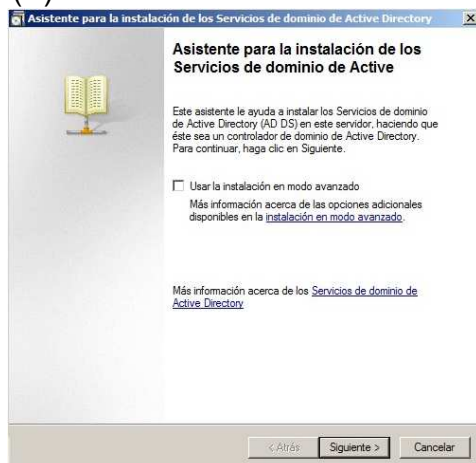 Asistente para la instalación de los Servicios de dominio de Active Directory
Asistente para la instalación de los
Servicios de dominio de Active
Este asistente le ayuda a instalar los Servicios de dominio
de Active Directory (AD DS) en este servidor, haciendo que
éste sea un controlador de dominio de Active Directory.
Para continuar, haga clic en Siguiente.
Usar la instalación en modo avanzado
Más información acerca de las opciones adicionales
disponibles en la instalación en modo avanzado.
Más información acerca de los Servicios de dominio de
Active Directory
< Atrás Siguiente > Cancelar